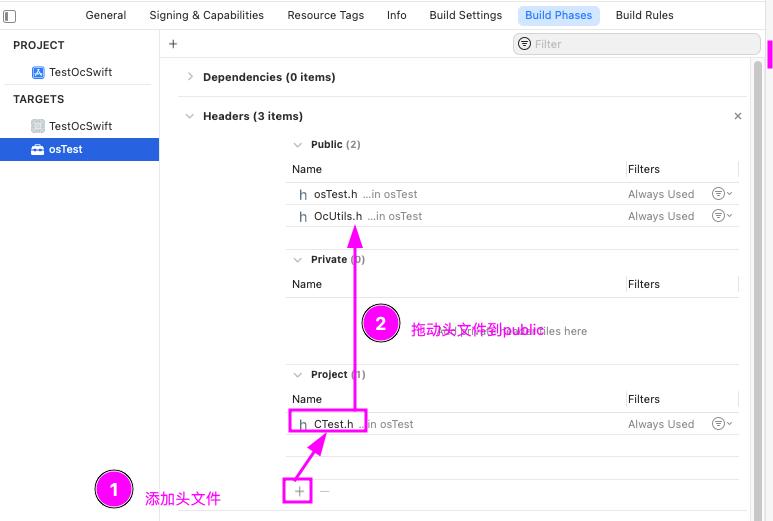 General Signing & Capabilities Resource Tags Info Build Settings Build Phases Build Rules
PROJECT
TestOcSwift
TARGETS
TestOcSwift
osTest
Filter
Dependencies (0 items)
Headers (3 items)
Public (2)
Name Filters
osTest.h ...in osTest Always Used
OcUtils.h ...in osTest Always Used
Private (0)
Name Filters
2 拖动头文件到public
files here
Project (1)
Name Filters
CTest.h ...in osTest Always Used
1 添加头文件